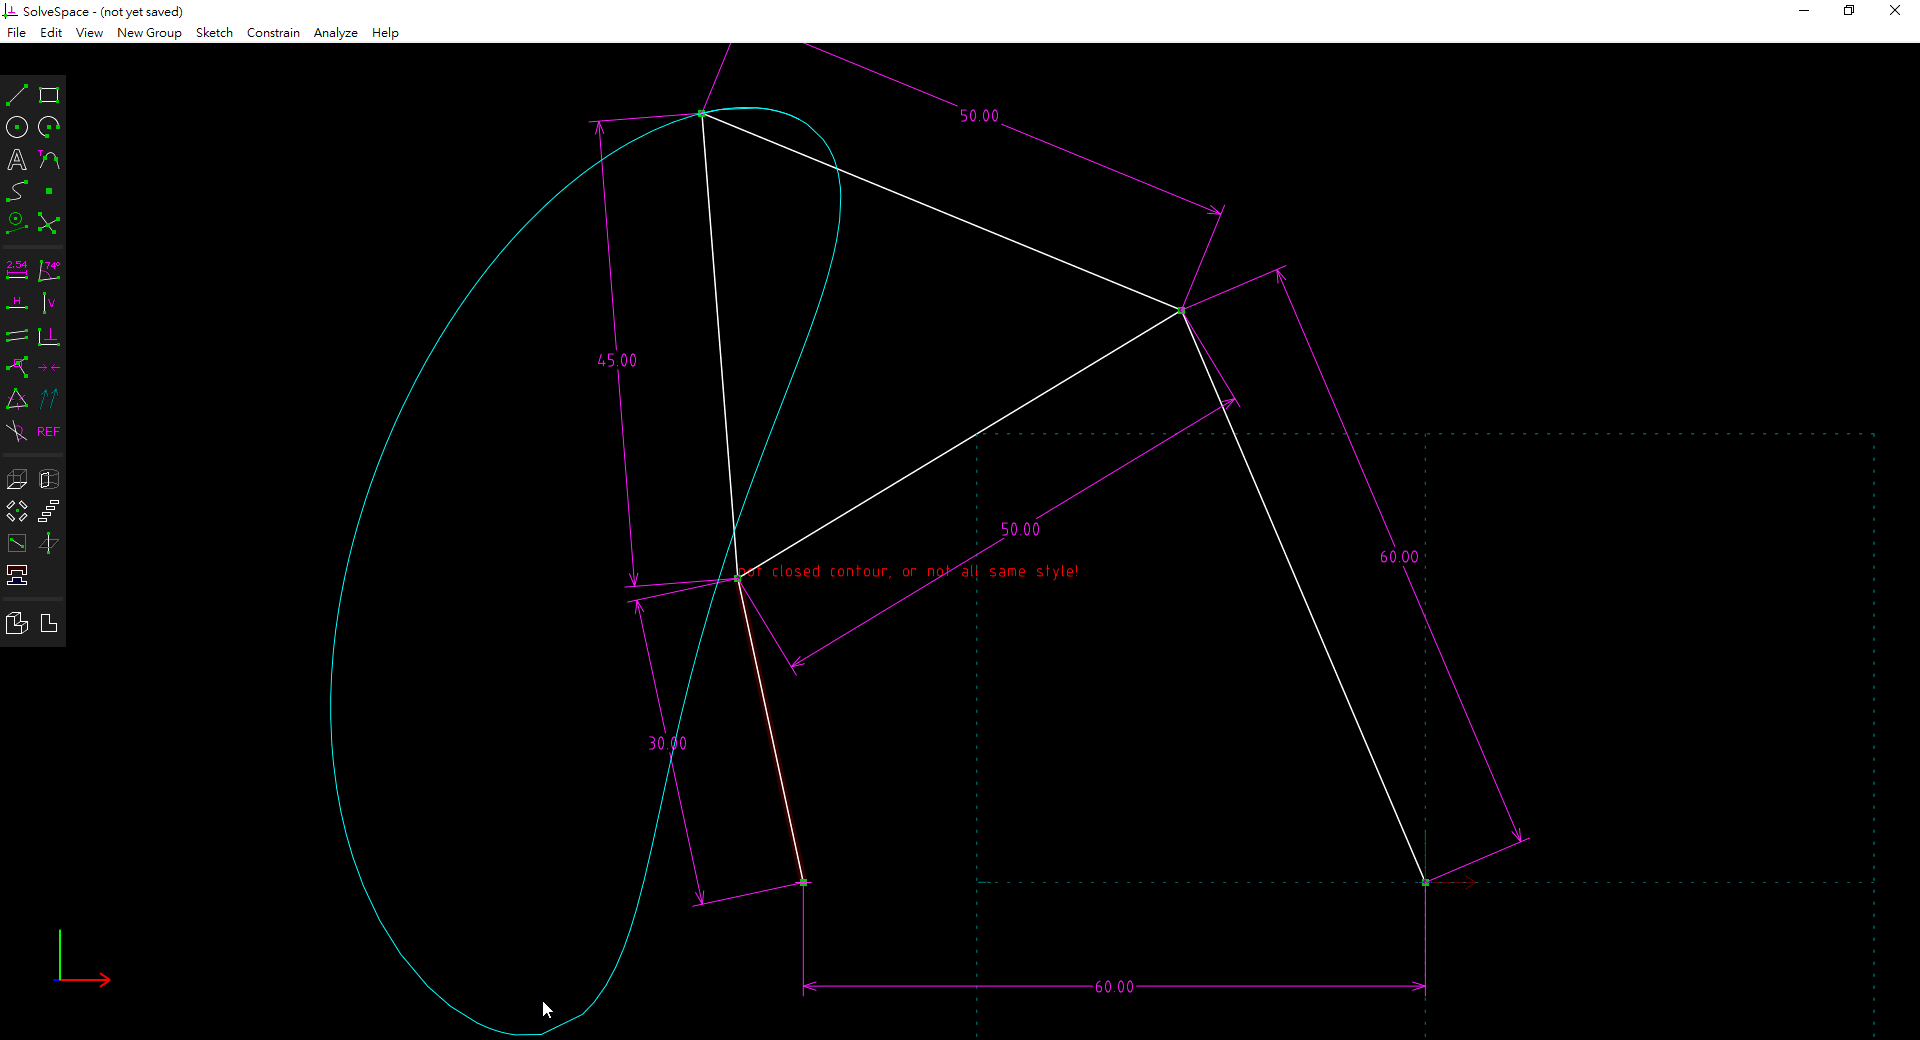 SolveSpace - (not yet saved)
File Edit View New Group Sketch Constrain Analyze Help
50.00
T
2.54 74°
H V
45.00
REF
50.00
60.00
not closed contour, or not all same style!
30.00
60.00